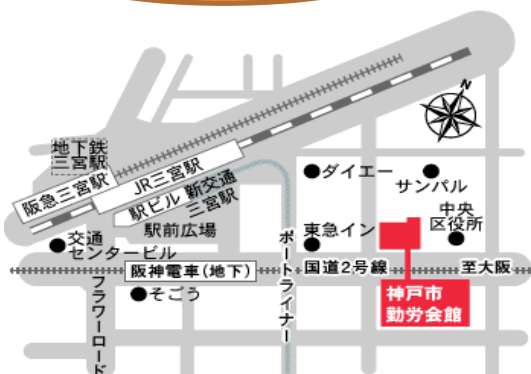 N
地下鉄
三宮駅
阪急三宮駅
JR三宮駅
駅ビル
新交通
三宮駅
駅前広場
ダイエー
サンパル
中央
区役所
東急イン
交通
センタービル
阪神電車(地下)
国道2号線
至大阪
そごう
フラワーロード
ポートライナー
神戸市
勤労会館